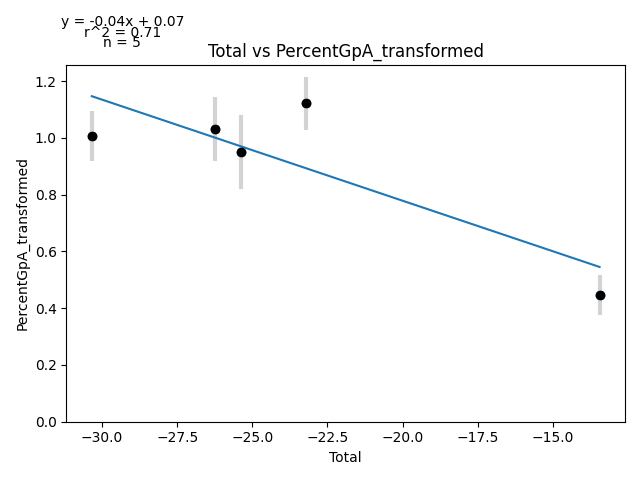 y = -0.04x + 0.07
r^2 = 0.71
n = 5
Total vs PercentGpA_transformed
1.2
1.0
0.8
0.6
0.4
0.2
0.0
PercentGpA_transformed
−30.0 −27.5 −25.0 −22.5 −20.0 −17.5 −15.0
Total